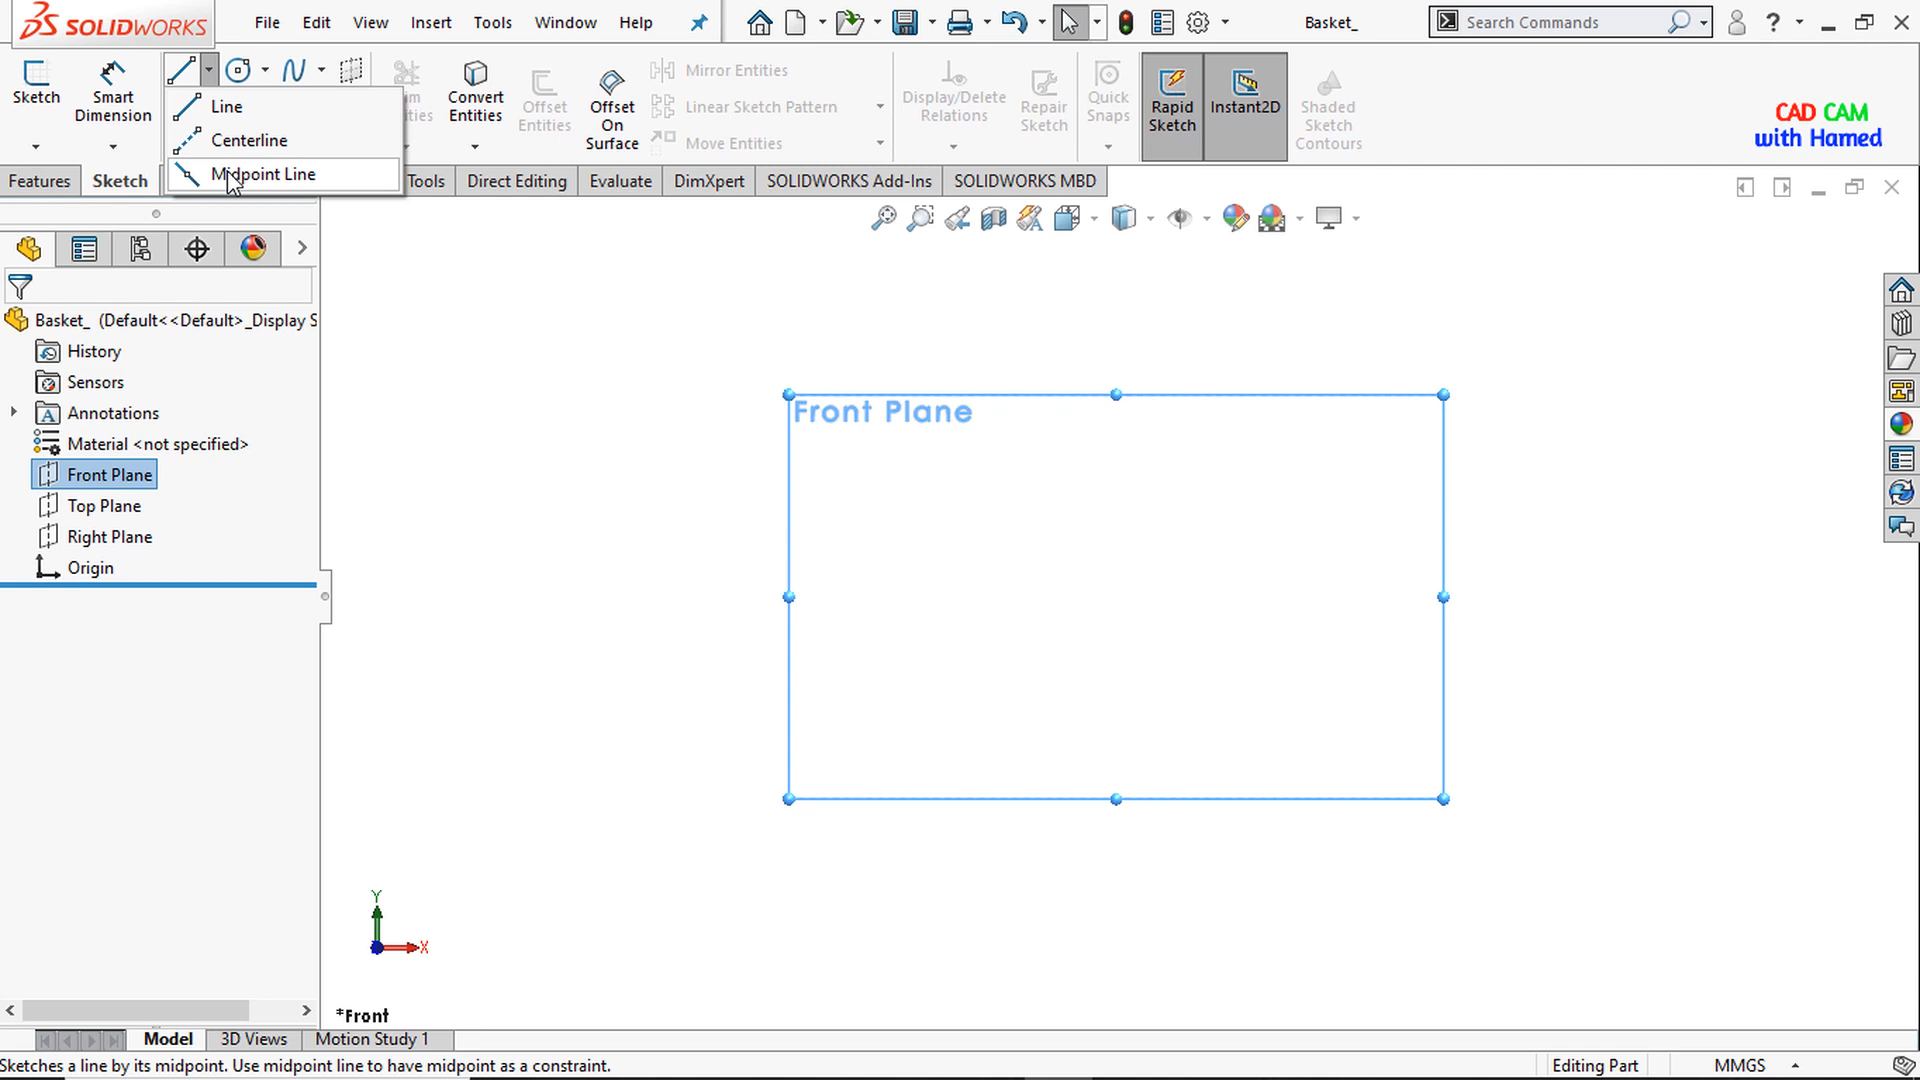 SOLIDWORKS
File
Edit
View
Insert
Tools
Window
Help
Basket_
Search Commands
Sketch
Smart
Dimension
Line
Centerline
Midpoint Line
Convert
Entities
Offset
Entities
Offset
On
Surface
Mirror Entities
Linear Sketch Pattern
Move Entities
Display/Delete
Relations
Repair
Sketch
Quick
Snaps
Rapid
Sketch
Instant2D
Shaded
Sketch
Contours
CAD CAM
with Hamed
Features
Sketch
Tools
Direct Editing
Evaluate
DimXpert
SOLIDWORKS Add-Ins
SOLIDWORKS MBD
Basket_ (Default<<Default>_Display S
History
Sensors
Annotations
Material <not specified>
Front Plane
Top Plane
Right Plane
Origin
Front Plane
Y
X
*Front
Model
3D Views
Motion Study 1
Sketches a line by its midpoint. Use midpoint line to have midpoint as a constraint.
Editing Part
MMGS